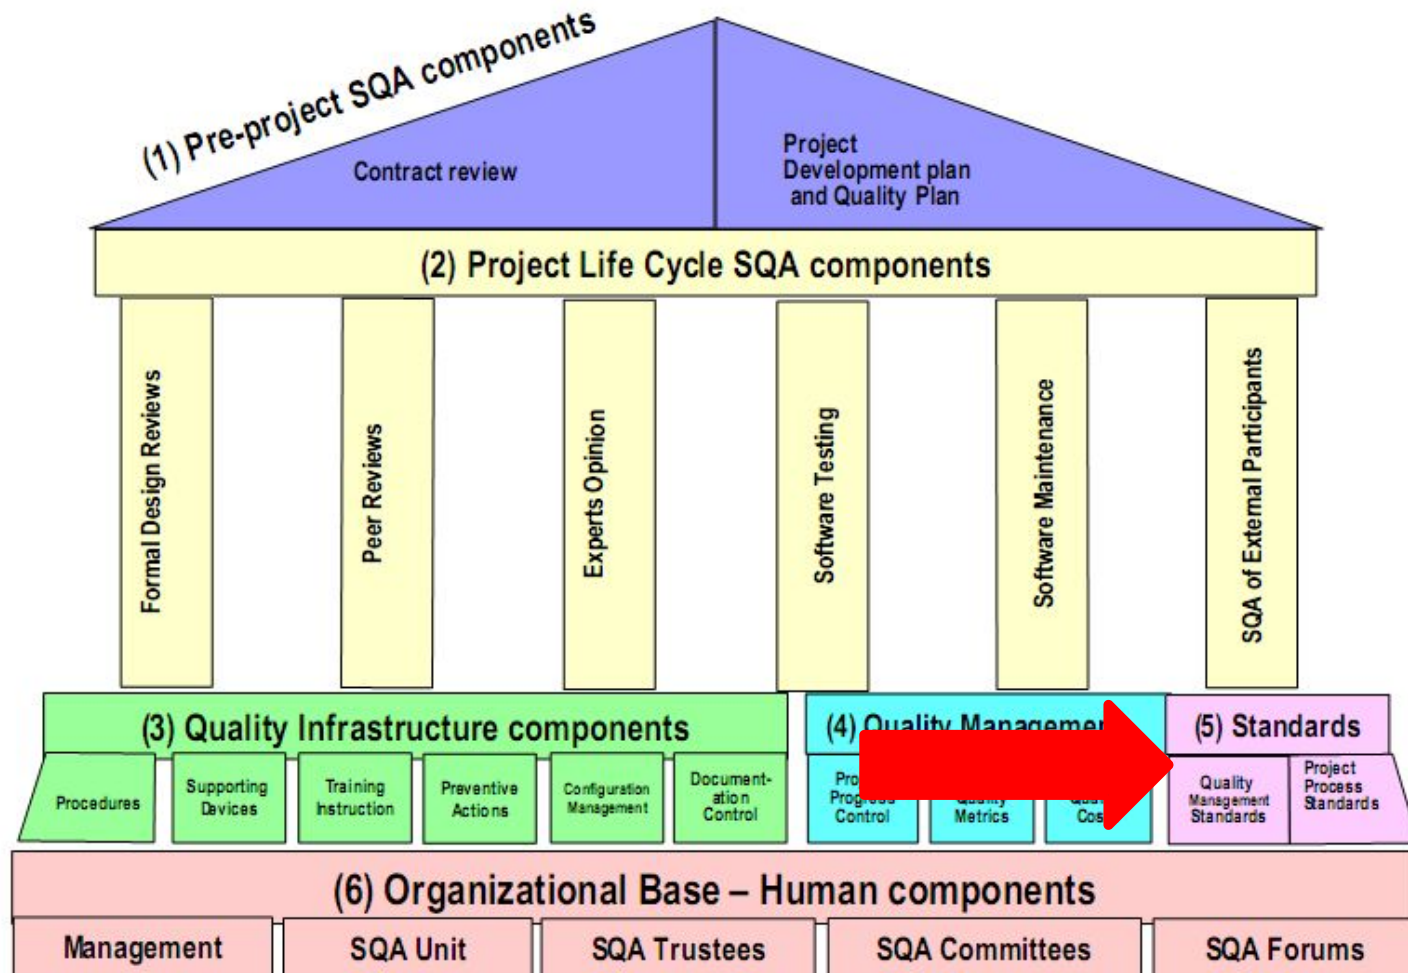 (1) Pre-project SQA components
Contract review
Project
Development plan
and Quality Plan
(2) Project Life Cycle SQA components
Formal Design Reviews
Peer Reviews
Experts Opinion
Software Testing
Software Maintenance
SQA of External Participants
(3) Quality Infrastructure components
(4) Quality
(5) Standards
Procedures
Supporting
Devices
Training
Instruction
Preventive
Actions
Configuration
Management
Document-
ation
Control
Progress
Control
Metrics
Quality
Management
Standards
Project
Process
Standards
(6) Organizational Base – Human components
Management
SQA Unit
SQA Trustees
SQA Committees
SQA Forums